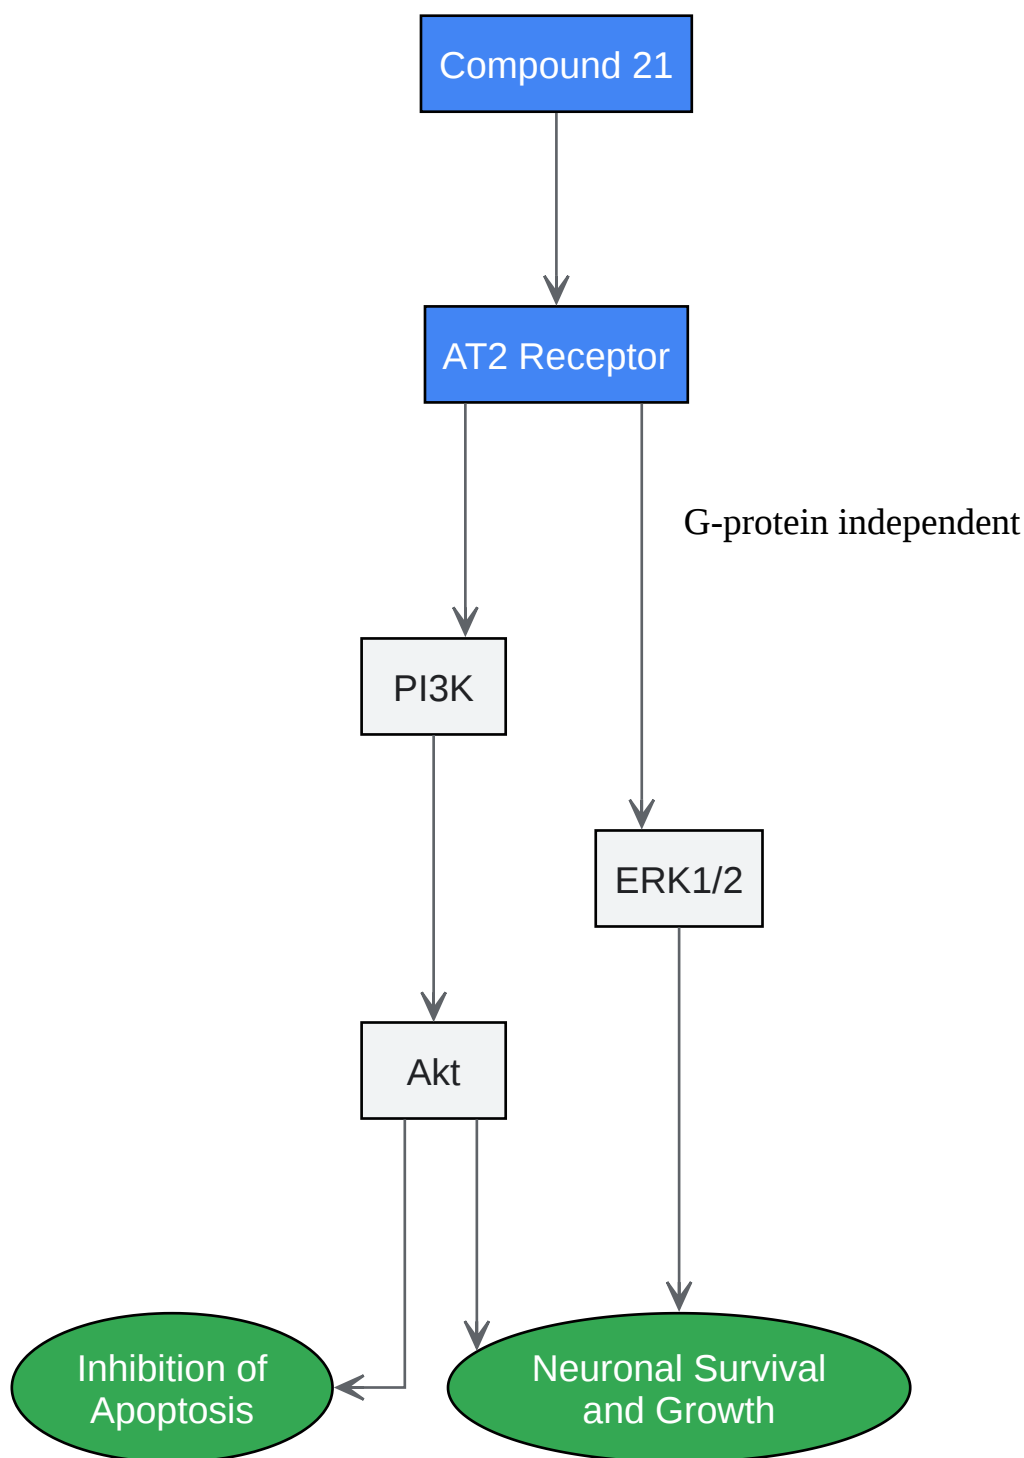 Compound 21
AT2 Receptor
G-protein independent
PI3K
ERK1/2
Akt
Inhibition of
Apoptosis
Neuronal Survival
and Growth